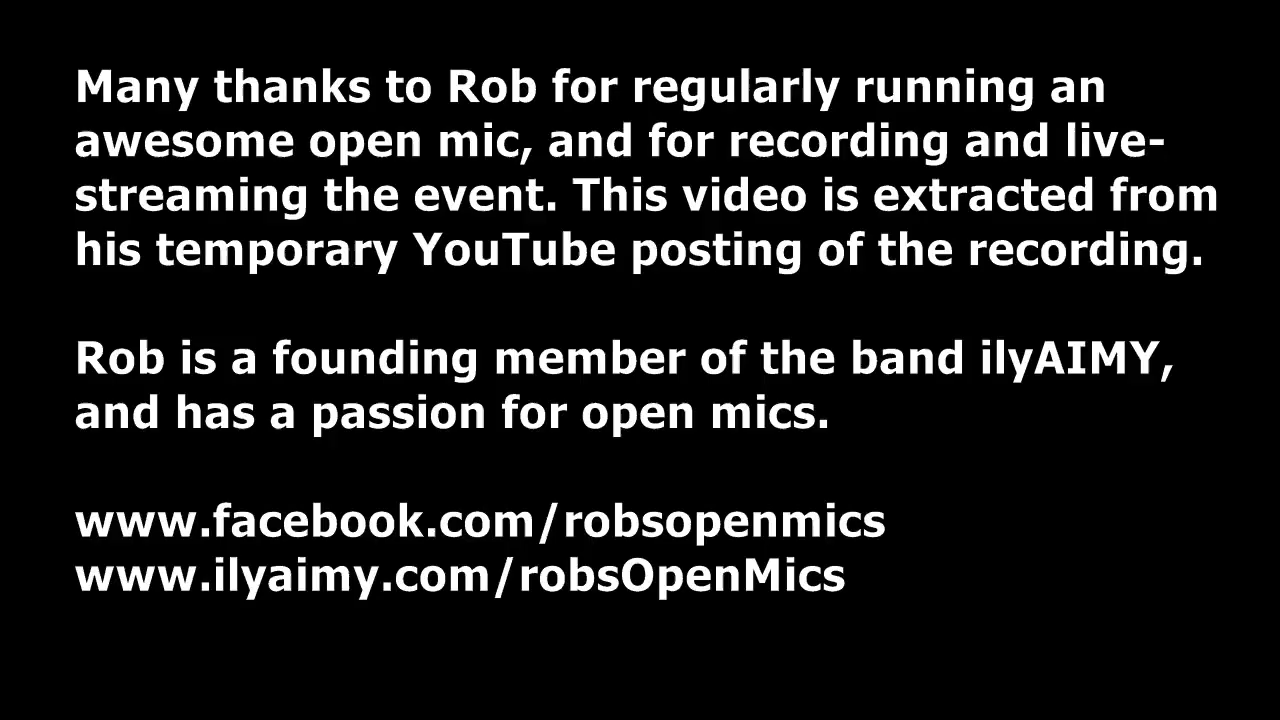 Many thanks to Rob for regularly running an
awesome open mic, and for recording and live-
streaming the event. This video is extracted from
his temporary YouTube posting of the recording.
Rob is a founding member of the band ilyAIMY,
and has a passion for open mics.
www.facebook.com/robsopenmics
www.ilyaimy.com/robsOpenMics